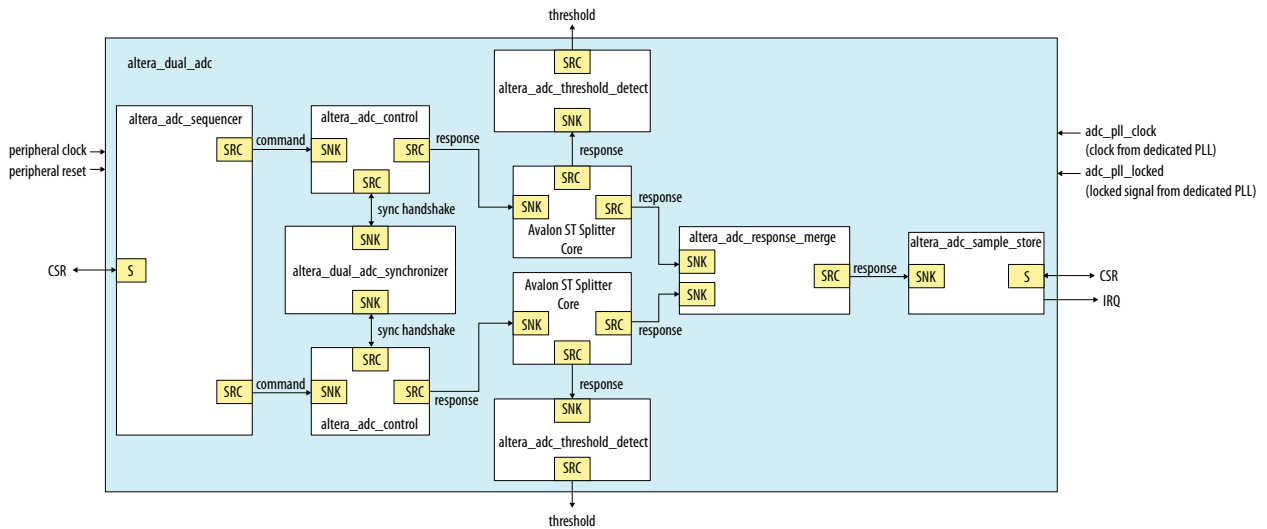 threshold
altera_dual_adc
SRC
altera_adc_threshold_detect
SNK
response
altera_adc_sequencer
SRC
command
altera_adc_control
SNK
SRC
response
SRC
sync handshake
peripheral clock
peripheral reset
adc_pll_clock
(clock from dedicated PLL)
adc_pll_locked
(locked signal from dedicated PLL)
SRC
SNK
SRC
response
Avalon ST Splitter
Core
SNK
altera_dual_adc_synchronizer
SNK
CSR
S
altera_adc_response_merge
SNK
SNK
SRC
response
altera_adc_sample_store
SNK
S
CSR
IRQ
Avalon ST Splitter
Core
SNK
SRC
response
SRC
response
sync handshake
SRC
command
SRC
SNK
SRC
response
altera_adc_control
SNK
altera_adc_threshold_detect
SRC
threshold